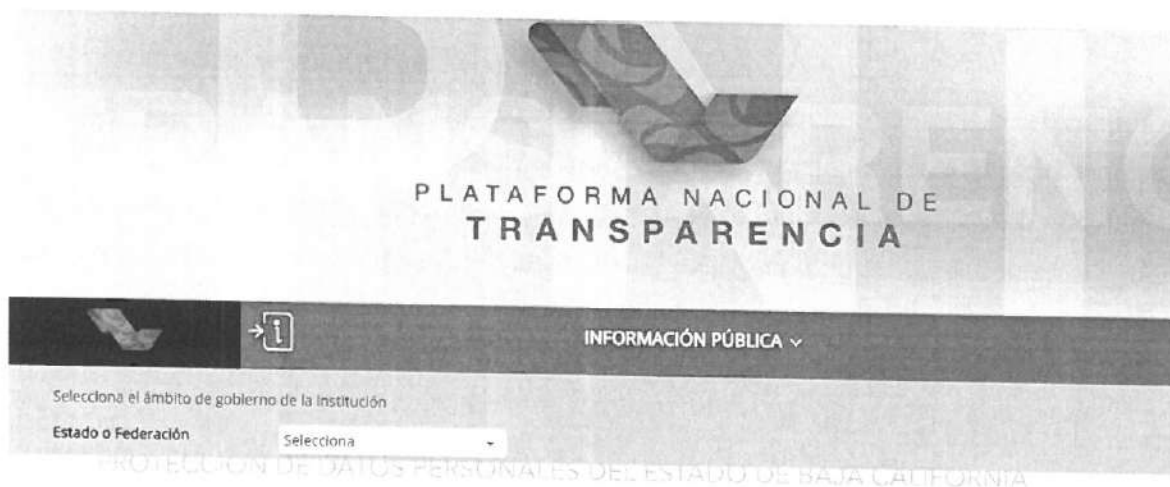 PLATAFORMA NACIONAL DE
TRANSPARENCIA
INFORMACIÓN PÚBLICA
Selecciona el ámbito de gobierno de la Institución
Estado o Federación
Selecciona
PROTECCIÓN DE DATOS PERSONALES DEL ESTADO DE BAJA CALIFORNIA